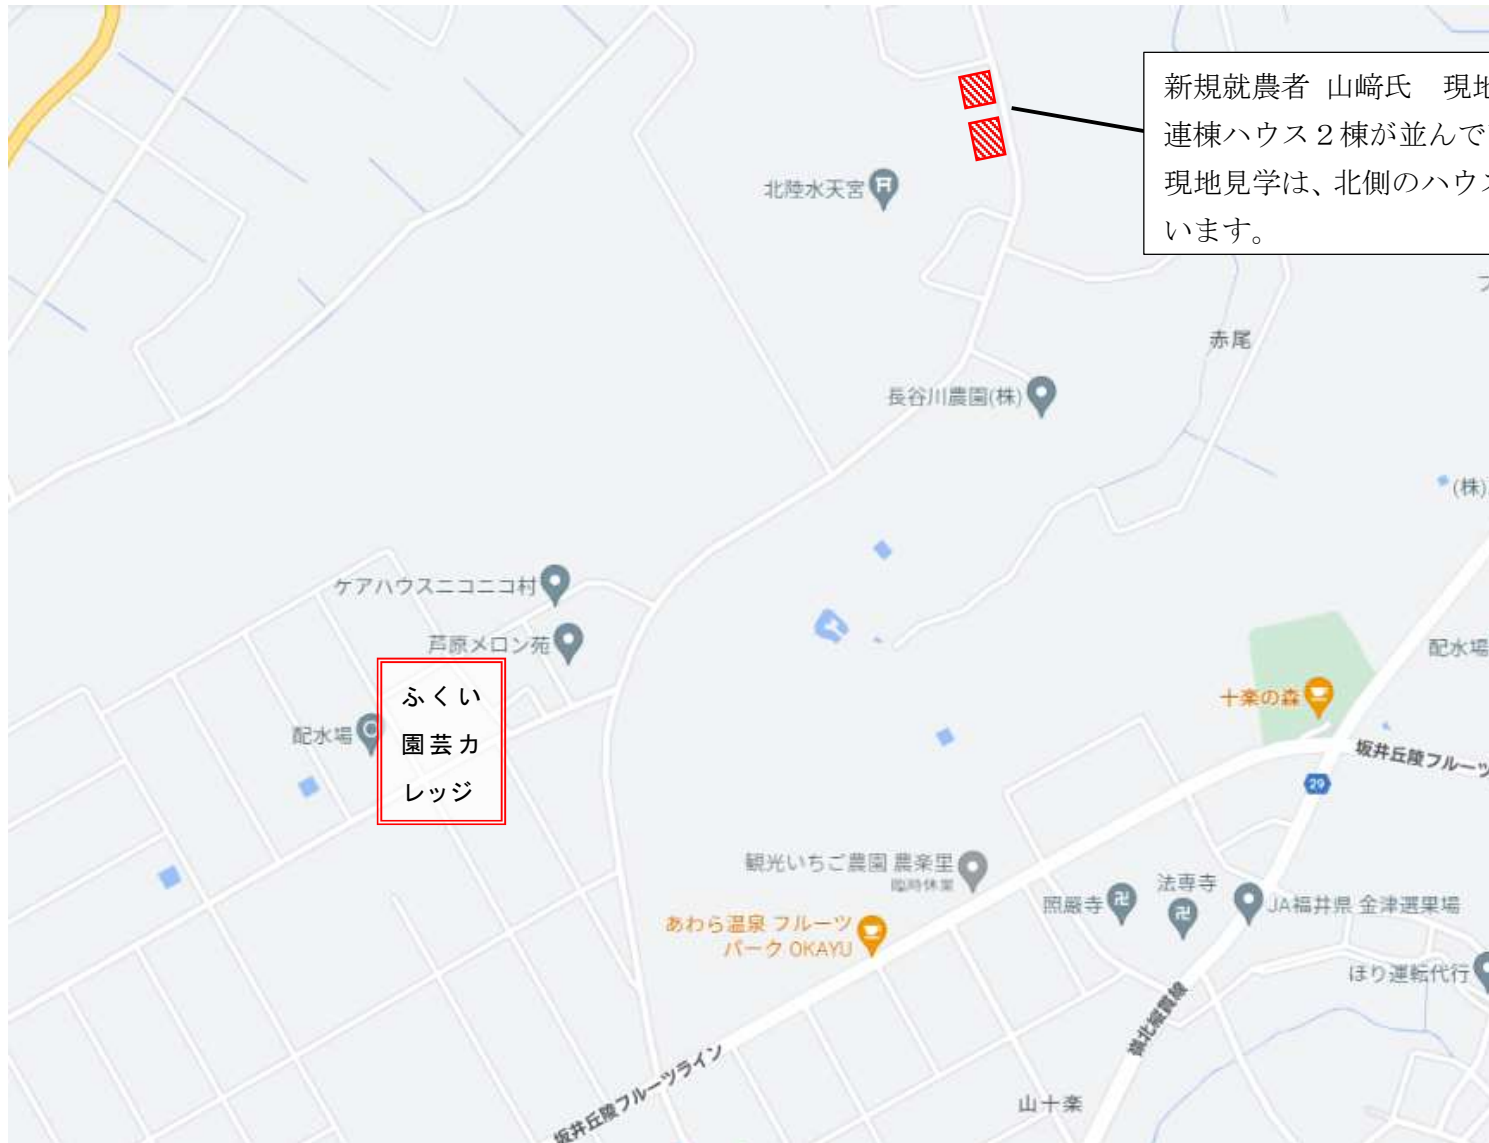 新規就農者 山﨑氏 現地
連棟ハウス２棟が並んで
現地見学は、北側のハウス
います。
北陸水天宮
赤尾
長谷川農園(株)
(株)
ケアハウスニコニコ村
芦原メロン苑
配水場
ふくい
園芸カ
レッジ
配水場
十楽の森
坂井丘陵フルーツ
29
観光いちご農園 農楽里
臨時休業
あわら温泉 フルーツ
パーク OKAYU
照厳寺
法専寺
JA福井県 金津選果場
ほり運転代行
嶺北縦貫線
坂井丘陵フルーツライン
山十楽